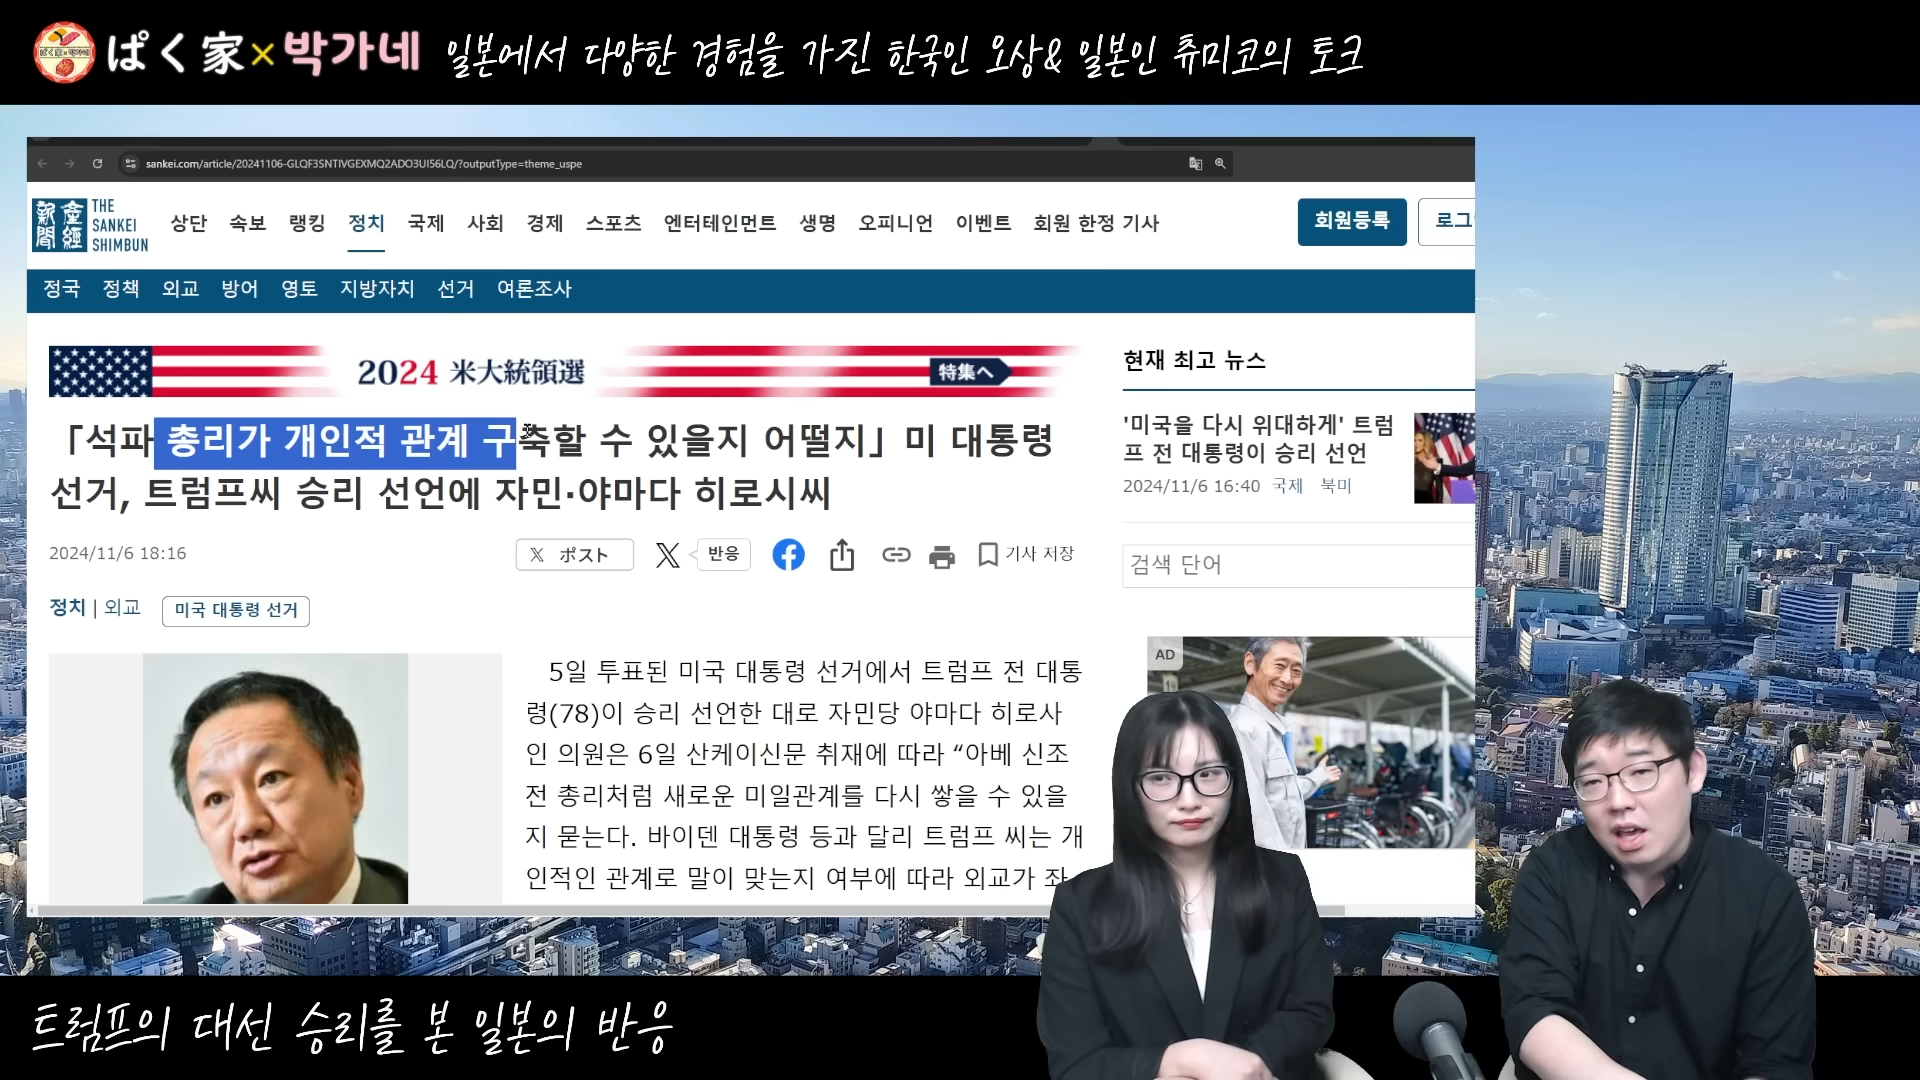 ぱく家×박가네 일본에서 다양한 경험을 가진 한국인 오상& 일본인 츄미코의 토크
sankei.com/article/20241106-GLQF3SNTIVGEXMQ2ADO3UI56LQ/?outputType=theme_uspe
産經新聞
THE
SANKEI
SHIMBUN
상단 속보 랭킹 정치 국제 사회 경제 스포츠 엔터테인먼트 생명 오피니언 이벤트 회원 한정 기사
회원등록
로그
정국 정책 외교 방어 영토 지방자치 선거 여론조사
2024 米大統領選
特集へ
「석파 총리가 개인적 관계 구축할 수 있을지 어떨지」미 대통령
선거, 트럼프씨 승리 선언에 자민·야마다 히로시씨
2024/11/6 18:16
ポスト
반응
기사 저장
정치 | 외교
미국 대통령 선거
5일 투표된 미국 대통령 선거에서 트럼프 전 대통
령(78)이 승리 선언한 대로 자민당 야마다 히로시
인 의원은 6일 산케이신문 취재에 따라 “아베 신조
전 총리처럼 새로운 미일관계를 다시 쌓을 수 있을
지 묻는다. 바이덴 대통령 등과 달리 트럼프 씨는 개
인적인 관계로 말이 맞는지 여부에 따라 외교가 좌
현재 최고 뉴스
'미국을 다시 위대하게' 트럼
프 전 대통령이 승리 선언
2024/11/6 16:40 국제 북미
검색 단어
AD
트럼프의 대선 승리를 본 일본의 반응